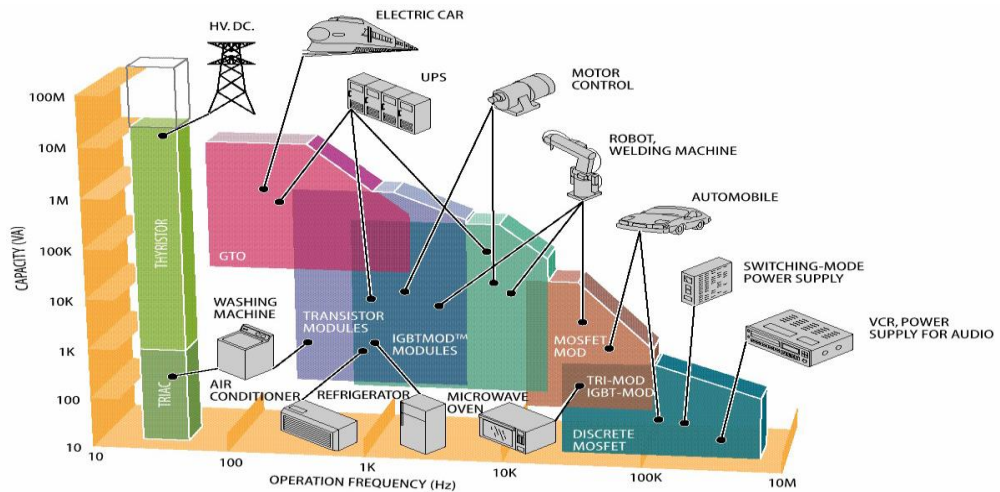 ELECTRIC CAR
HV. DC.
UPS
MOTOR
CONTROL
ROBOT,
WELDING MACHINE
AUTOMOBILE
SWITCHING-MODE
POWER SUPPLY
VCR, POWER
SUPPLY FOR AUDIO
CAPACITY (VA)
100M
10M
1M
100K
10K
1K
100
10
THYRISTOR
TRIAC
GTO
WASHING
MACHINE
TRANSISTOR
MODULES
IGBTMOD™
MODULES
MOSFET
MOD
TRI-MOD
IGBT-MOD
DISCRETE
MOSFET
AIR
CONDITIONER
REFRIGERATOR
MICROWAVE
OVEN
10
100
1K
10K
100K
10M
OPERATION FREQUENCY (Hz)